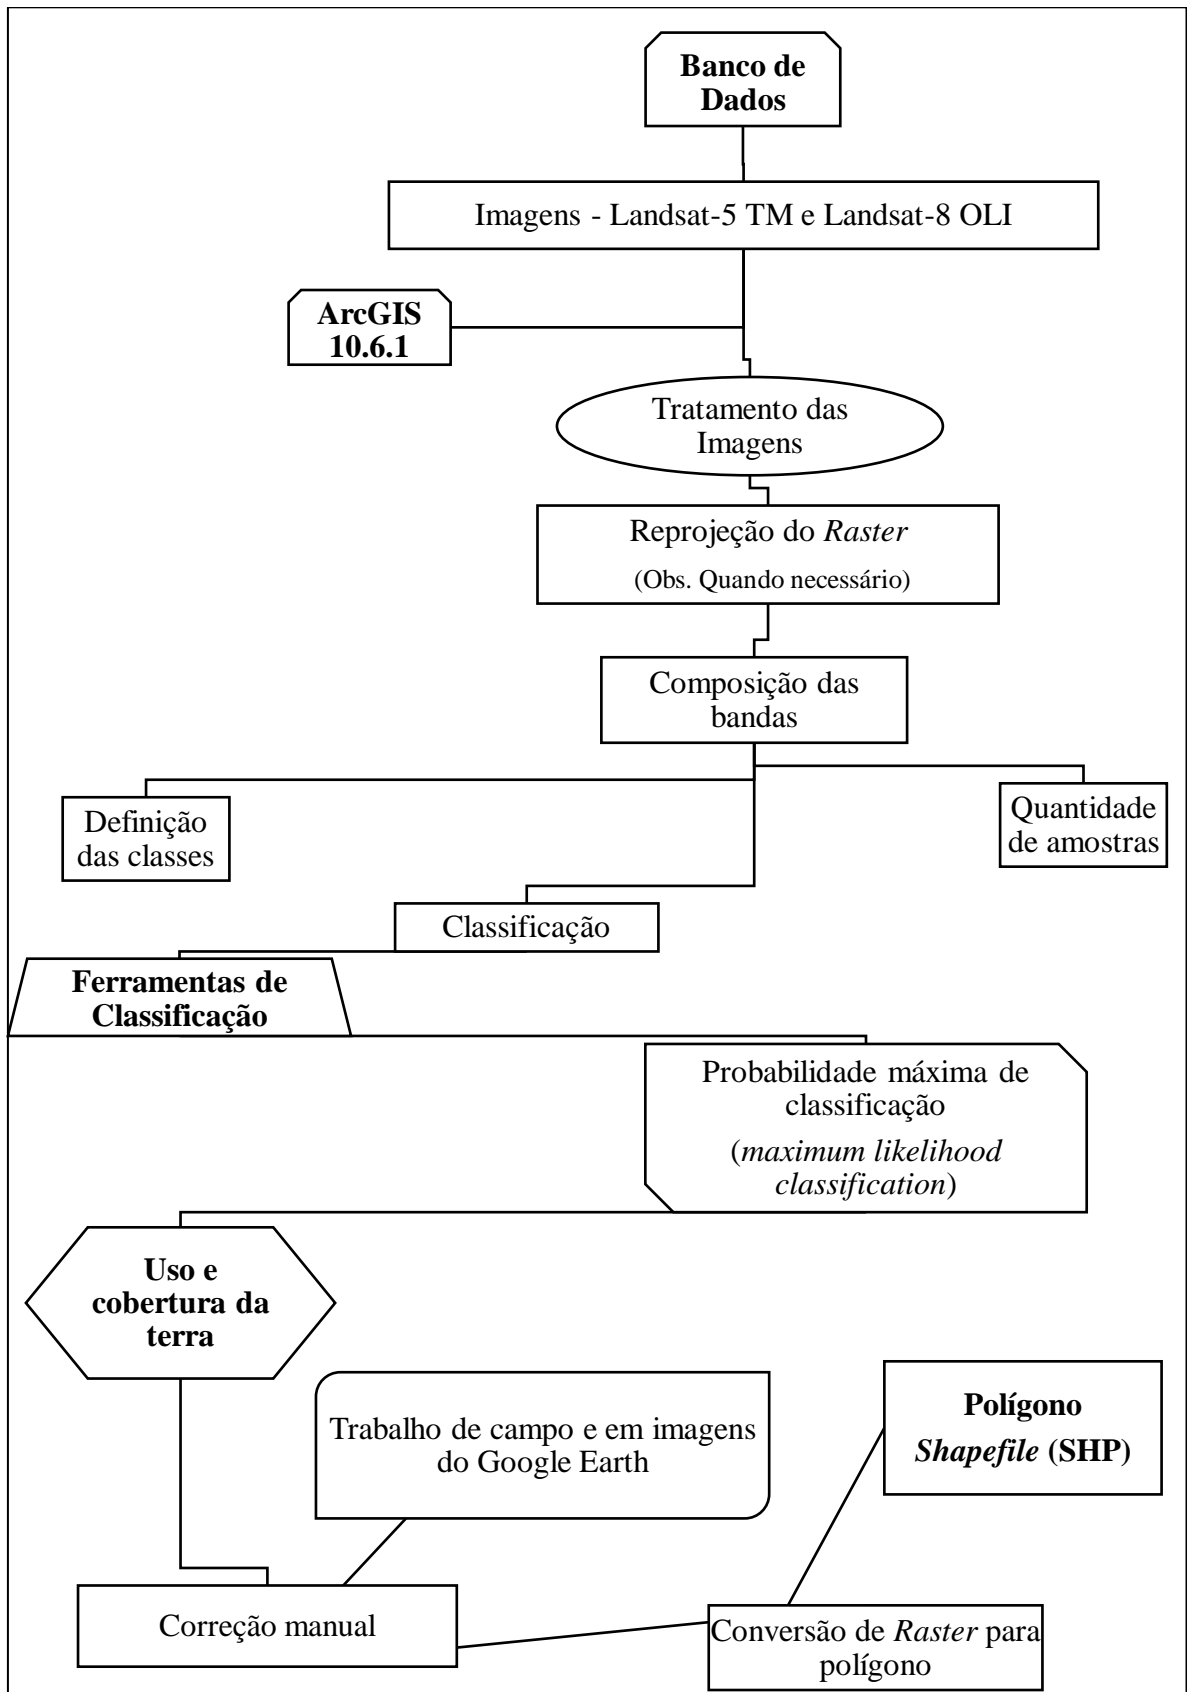 Banco de
Dados
Imagens - Landsat-5 TM e Landsat-8 OLI
ArcGIS
10.6.1
Tratamento das
Imagens
Reprojeção do Raster
(Obs. Quando necessário)
Composição das
bandas
Definição
das classes
Quantidade
de amostras
Classificação
Ferramentas de
Classificação
Probabilidade máxima de
classificação
(maximum likelihood
classification)
Uso e
cobertura da
terra
Trabalho de campo e em imagens
do Google Earth
Polígono
Shapefile (SHP)
Correção manual
Conversão de Raster para
polígono